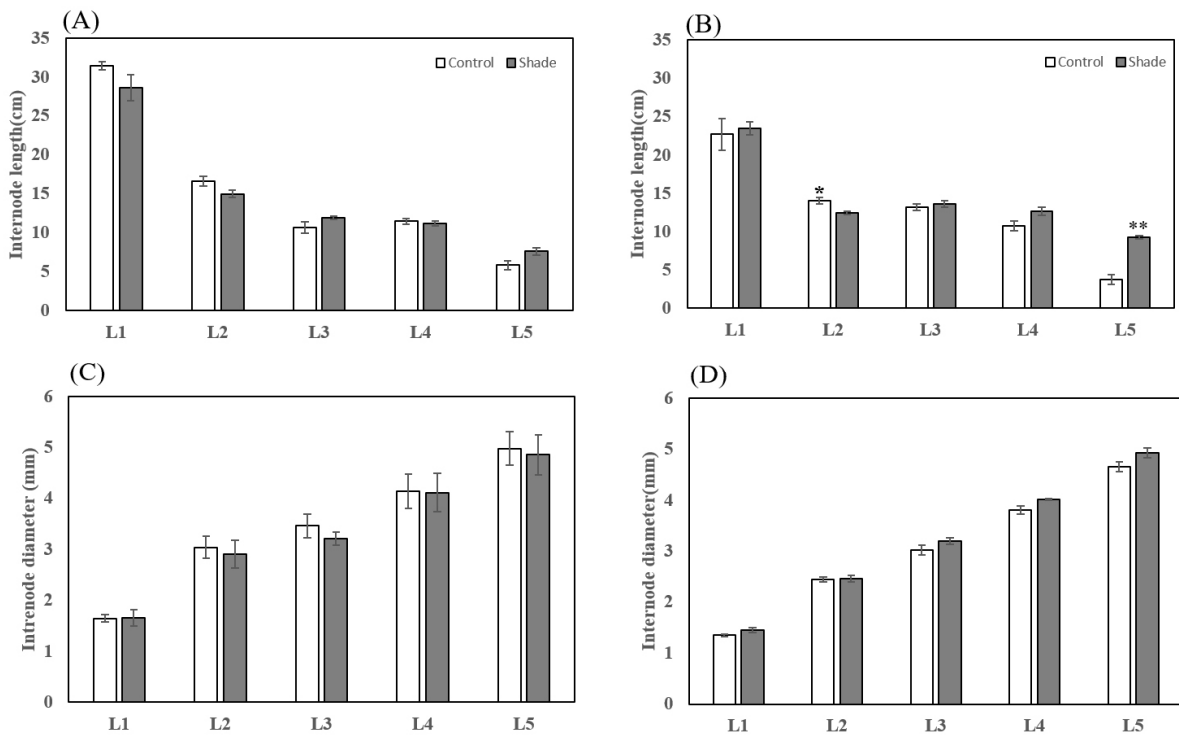 (A)
Internode length(cm)
35
30
25
20
15
10
5
0
Control Shade
L1 L2 L3 L4 L5
(B)
Internode length(cm)
35
30
25
20
15
10
5
0
Control Shade
*
**
L1 L2 L3 L4 L5
(C)
Intrenode diameter (mm)
6
5
4
3
2
1
0
L1 L2 L3 L4 L5
(D)
Internode diameter(mm)
6
5
4
3
2
1
0
L1 L2 L3 L4 L5